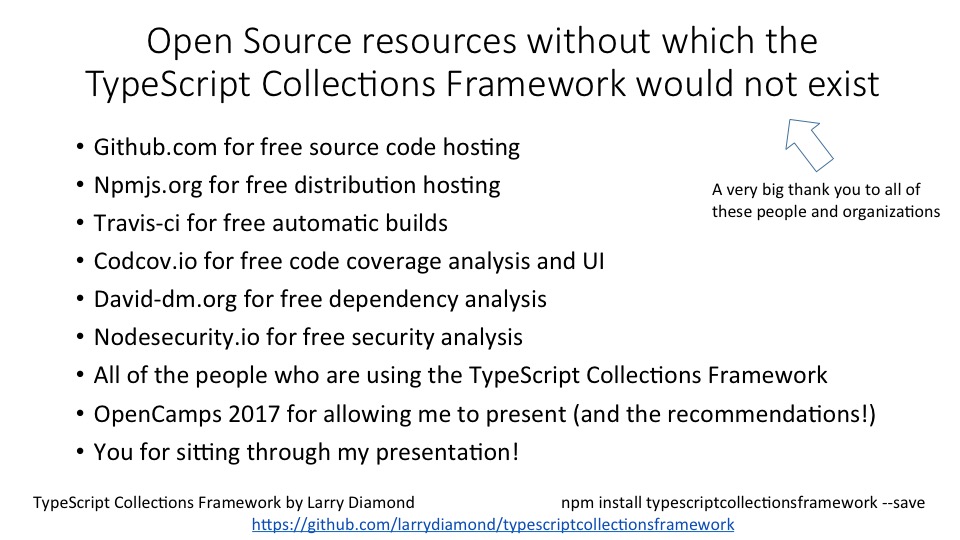 Open Source resources without which the
TypeScript Collections Framework would not exist
• Github.com for free source code hosting
• Npmjs.org for free distribution hosting
• Travis-ci for free automatic builds
• Codcov.io for free code coverage analysis and UI
• David-dm.org for free dependency analysis
• Nodesecurity.io for free security analysis
• All of the people who are using the TypeScript Collections Framework
• OpenCamps 2017 for allowing me to present (and the recommendations!)
• You for sitting through my presentation!
A very big thank you to all of
these people and organizations
TypeScript Collections Framework by Larry Diamond
npm install typescriptcollectionsframework --save
https://github.com/larrydiamond/typescriptcollectionsframework